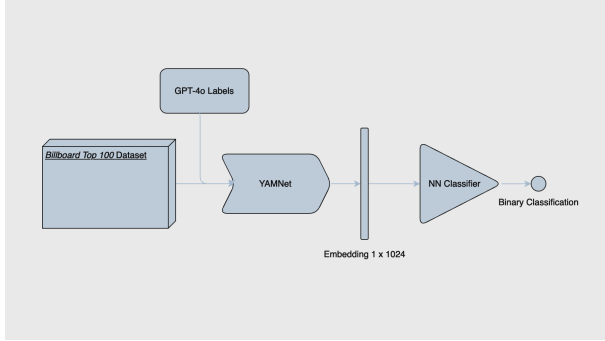 GPT-4o Labels
Billboard Top 100 Dataset
YAMNet
NN Classifier
Binary Classification
Embedding 1 x 1024